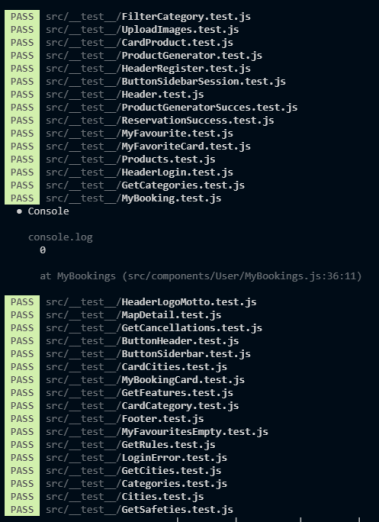 PASS src/__test__/FilterCategory.test.js
PASS src/__test__/UploadImages.test.js
PASS src/__test__/CardProduct.test.js
PASS src/__test__/ProductGenerator.test.js
PASS src/__test__/HeaderRegister.test.js
PASS src/__test__/ButtonSidebarSession.test.js
PASS src/__test__/Header.test.js
PASS src/__test__/ProductGeneratorSucces.test.js
PASS src/__test__/ReservationSuccess.test.js
PASS src/__test__/MyFavourite.test.js
PASS src/__test__/MyFavoriteCard.test.js
PASS src/__test__/Products.test.js
PASS src/__test__/HeaderLogin.test.js
PASS src/__test__/GetCategories.test.js
PASS src/__test__/MyBooking.test.js
● Console
console.log
0
at MyBookings (src/components/User/MyBookings.js:36:11)
PASS src/__test__/HeaderLogoMotto.test.js
PASS src/__test__/MapDetail.test.js
PASS src/__test__/GetCancellations.test.js
PASS src/__test__/ButtonHeader.test.js
PASS src/__test__/ButtonSiderbar.test.js
PASS src/__test__/CardCities.test.js
PASS src/__test__/MyBookingCard.test.js
PASS src/__test__/GetFeatures.test.js
PASS src/__test__/CardCategory.test.js
PASS src/__test__/Footer.test.js
PASS src/__test__/MyFavouritesEmpty.test.js
PASS src/__test__/GetRules.test.js
PASS src/__test__/LoginError.test.js
PASS src/__test__/GetCities.test.js
PASS src/__test__/Categories.test.js
PASS src/__test__/Cities.test.js
PASS src/__test__/GetSafeties.test.js